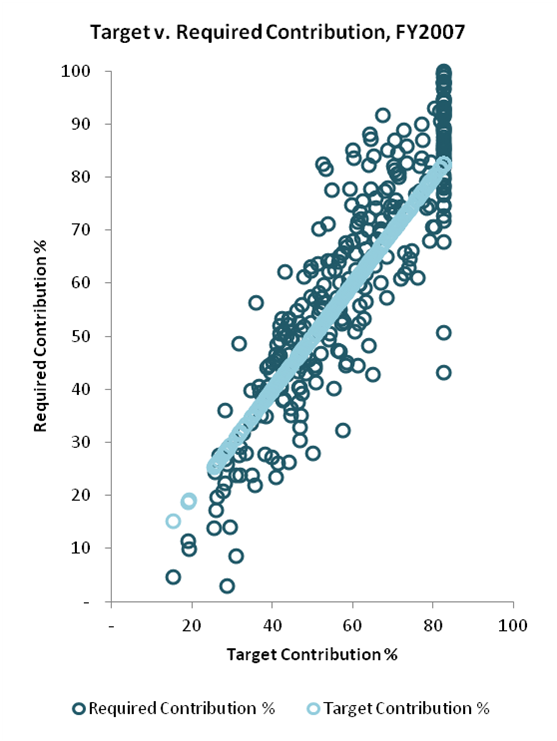 Target v. Required Contribution, FY2007
100
90
80
70
60
50
40
30
20
10
-
Required Contribution %
- 20 40 60 80 100
Target Contribution %
Required Contribution % Target Contribution %